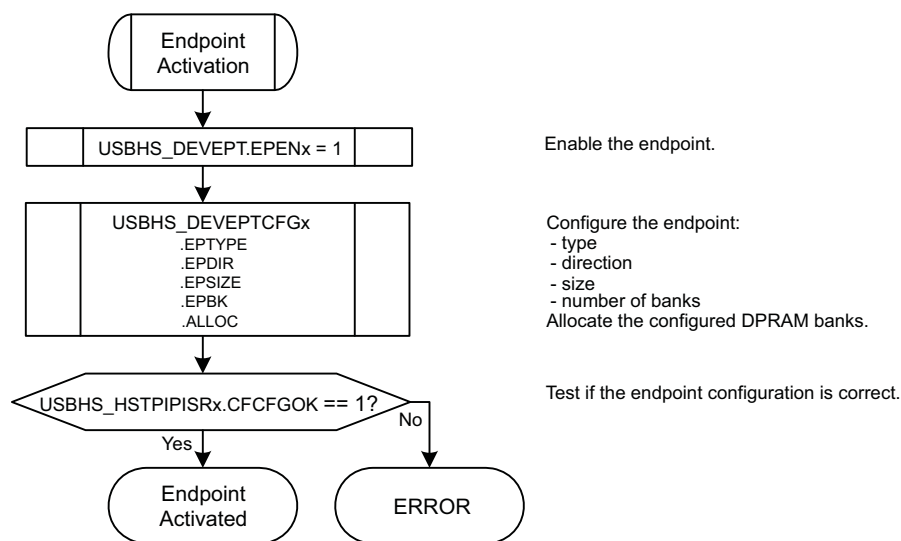 Endpoint
Activation
USBHS_DEVEPT.EPENx = 1
Enable the endpoint.
USBHS_DEVEPTCFGx
.EPTYPE
.EPDIR
.EPSIZE
.EPBK
.ALLOC
Configure the endpoint:
- type
- direction
- size
- number of banks
Allocate the configured DPRAM banks.
USBHS_HSTPIPISRx.CFCFGOK == 1?
Test if the endpoint configuration is correct.
Yes
No
Endpoint
Activated
ERROR